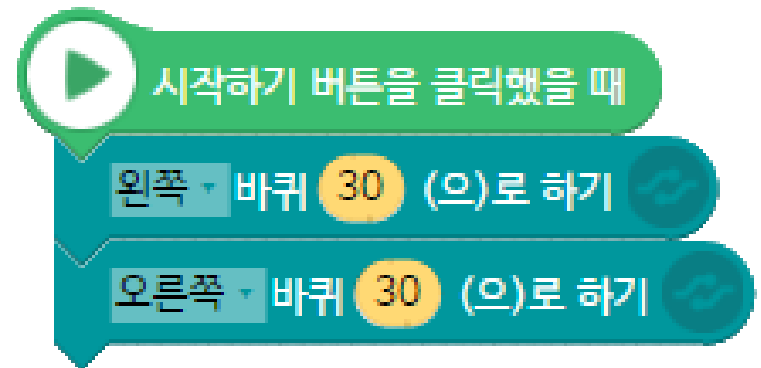 시작하기 버튼을 클릭했을 때
왼쪽 바퀴 30 (으)로 하기
오른쪽 바퀴 30 (으)로 하기